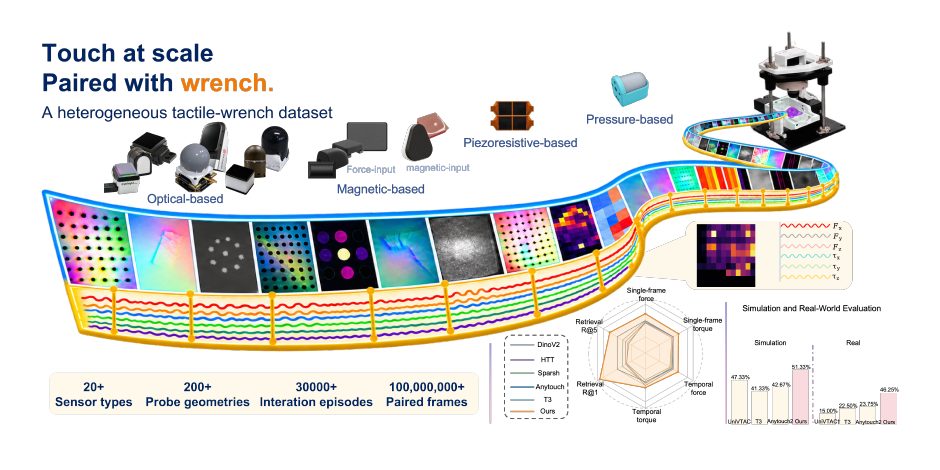 Touch at scale
Paired with wrench.
A heterogeneous tactile-wrench dataset
Optical-based
Force-input
magnetic-input
Magnetic-based
Piezoresistive-based
Pressure-based
Fx
Fy
Fz
τx
τy
τz
20+
Sensor types
200+
Probe geometries
30000+
Interation episodes
100,000,000+
Paired frames
DinoV2
HTT
Sparsh
Anytouch
T3
Ours
Single-frame
force
Single-frame
torque
Temporal
force
Temporal
torque
Retrieval
R@1
Retrieval
R@5
Simulation and Real-World Evaluation
Simulation
47.33%
41.33%
42.67%
51.33%
UniVTAC
T3
Anytouch2
Ours
Real
15.00%
22.50%
23.75%
46.25%
UniVTAC
T3
Anytouch2
Ours